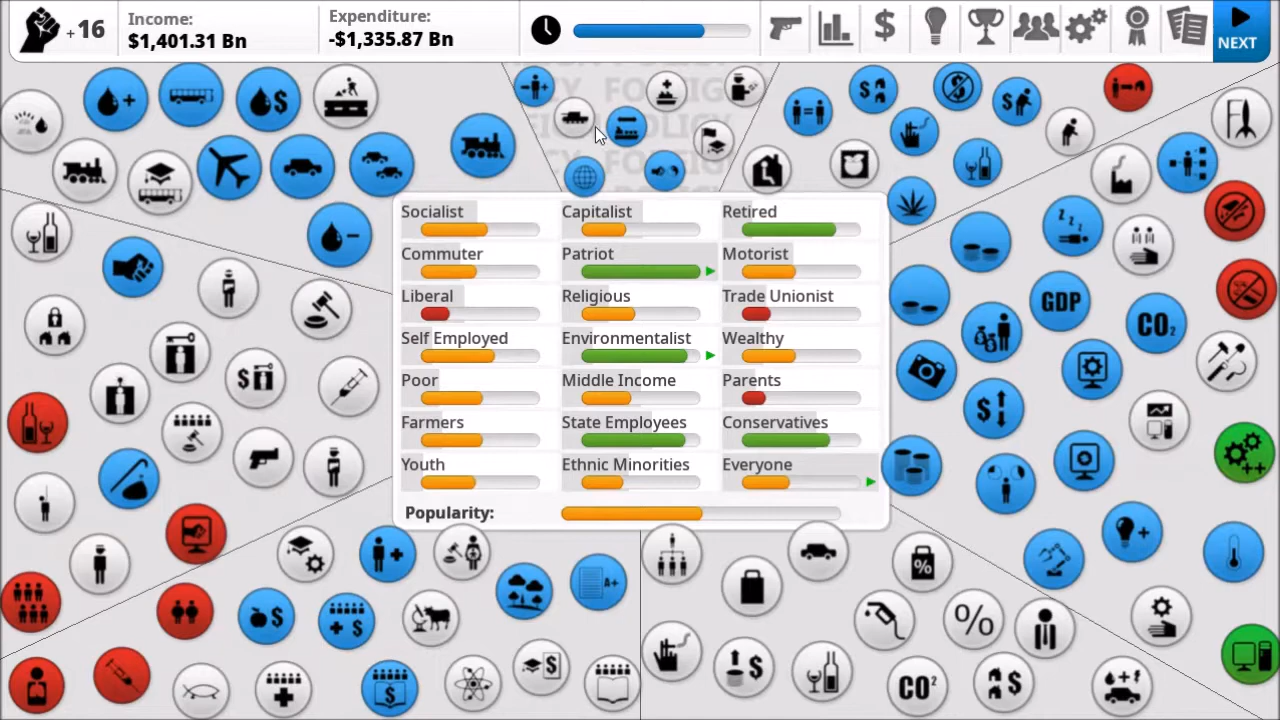 +16
Income:
$1,401.31 Bn
Expenditure:
-$1,335.87 Bn
$
NEXT
POLICY FOREIGN
Socialist
Capitalist
Retired
Commuter
Patriot
Motorist
Liberal
Religious
Trade Unionist
Self Employed
Environmentalist
Wealthy
Poor
Middle Income
Parents
Farmers
State Employees
Conservatives
Youth
Ethnic Minorities
Everyone
Popularity:
GDP
CO₂
A+
%
%
CO²